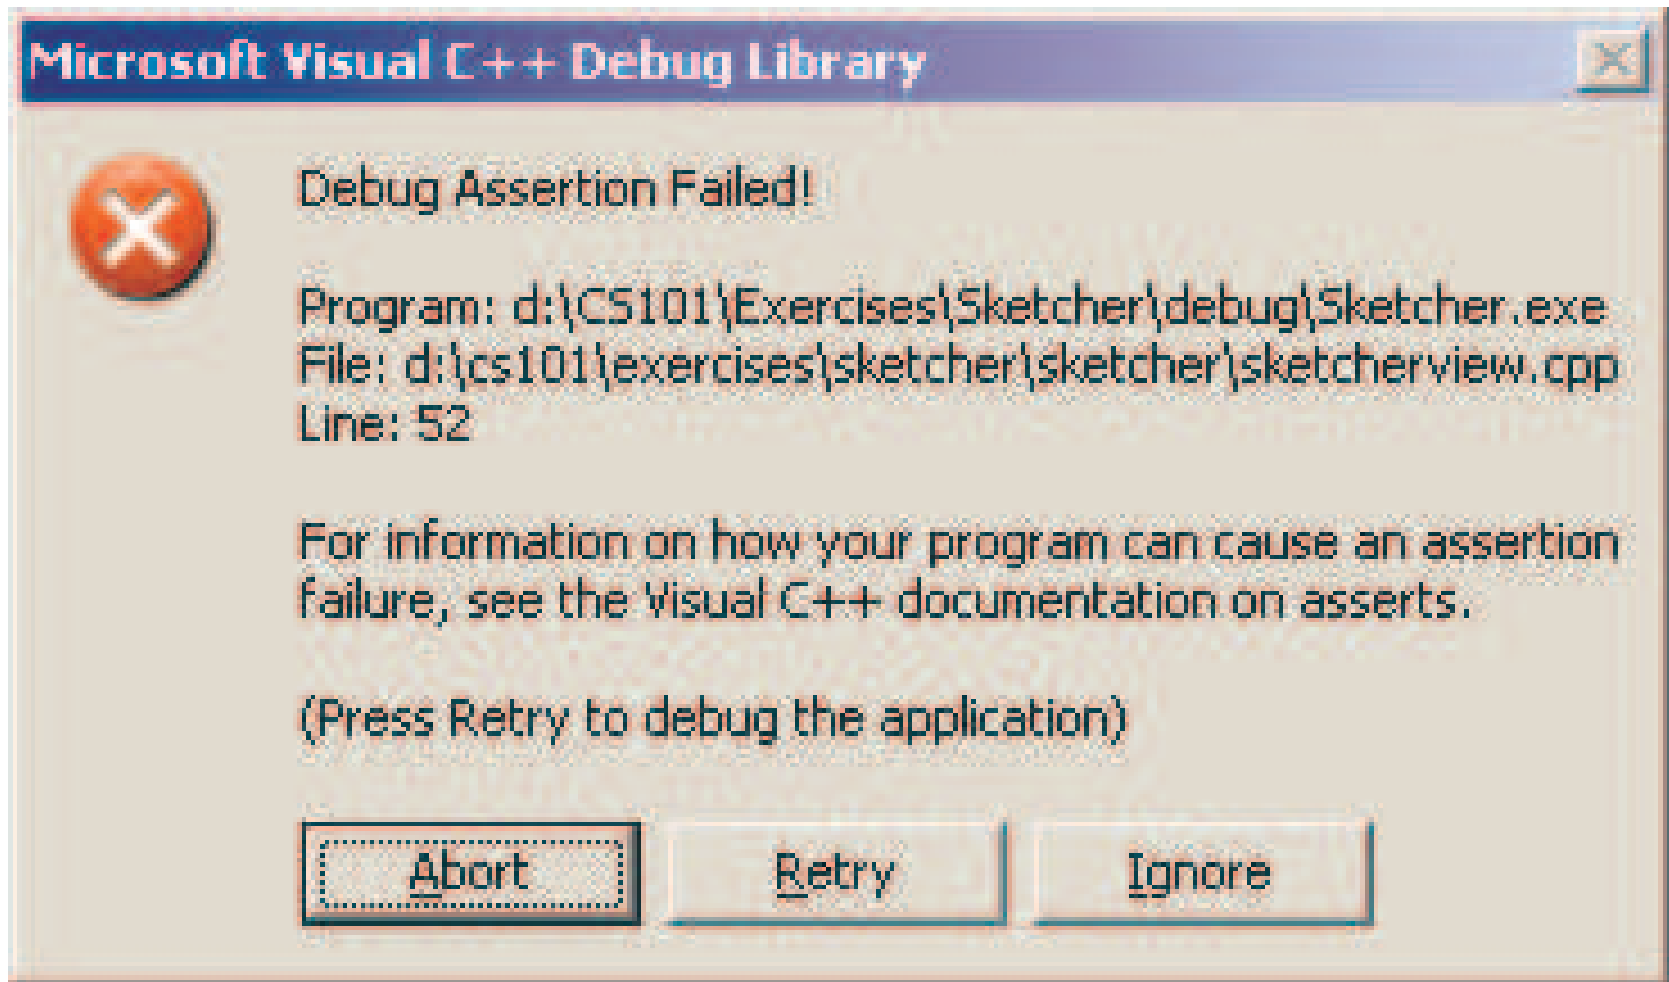 Microsoft Visual C++ Debug Library
Debug Assertion Failed!
Program: d:\CS101\Exercises\Sketcher\debug\Sketcher.exe
File: d:\cs101\exercises\sketcher\sketcher\sketcherview.cpp
Line: 52
For information on how your program can cause an assertion
failure, see the Visual C++ documentation on asserts.
(Press Retry to debug the application)
Abort Retry Ignore